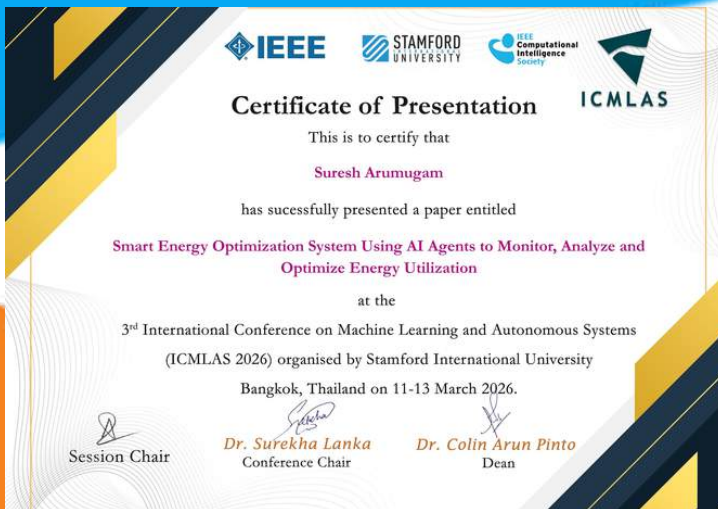 IEEE
STAMFORD
INTERNATIONAL
UNIVERSITY
IEEE
Computational
Intelligence
Society
ICMLAS
Certificate of Presentation
This is to certify that
Suresh Arumugam
has sucessfully presented a paper entitled
Smart Energy Optimization System Using AI Agents to Monitor, Analyze and
Optimize Energy Utilization
at the
3rd International Conference on Machine Learning and Autonomous Systems
(ICMLAS 2026) organised by Stamford International University
Bangkok, Thailand on 11-13 March 2026.
Surekha
Session Chair
Dr. Surekha Lanka
Conference Chair
Dr. Colin Arun Pinto
Dean